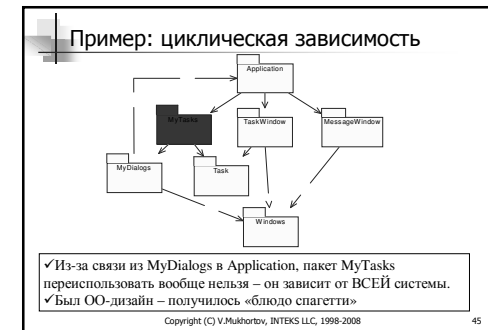 Пример: циклическая зависимость
Application
MyTasks
TaskWindow
MessageWindow
MyDialogs
Task
Windows
✓Из-за связи из MyDialogs в Application, пакет MyTasks
переиспользовать вообще нельзя – он зависит от ВСЕЙ системы.
✓Был ОО-дизайн – получилось «блюдо спагетти»
Copyright (C) V.Mukhortov, INTEKS LLC, 1998-2008 45